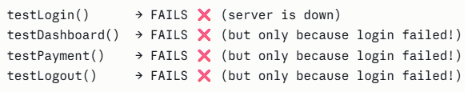 testLogin()     → FAILS ❌ (server is down)
testDashboard() → FAILS ❌ (but only because login failed!)
testPayment()   → FAILS ❌ (but only because login failed!)
testLogout()    → FAILS ❌ (but only because login failed!)